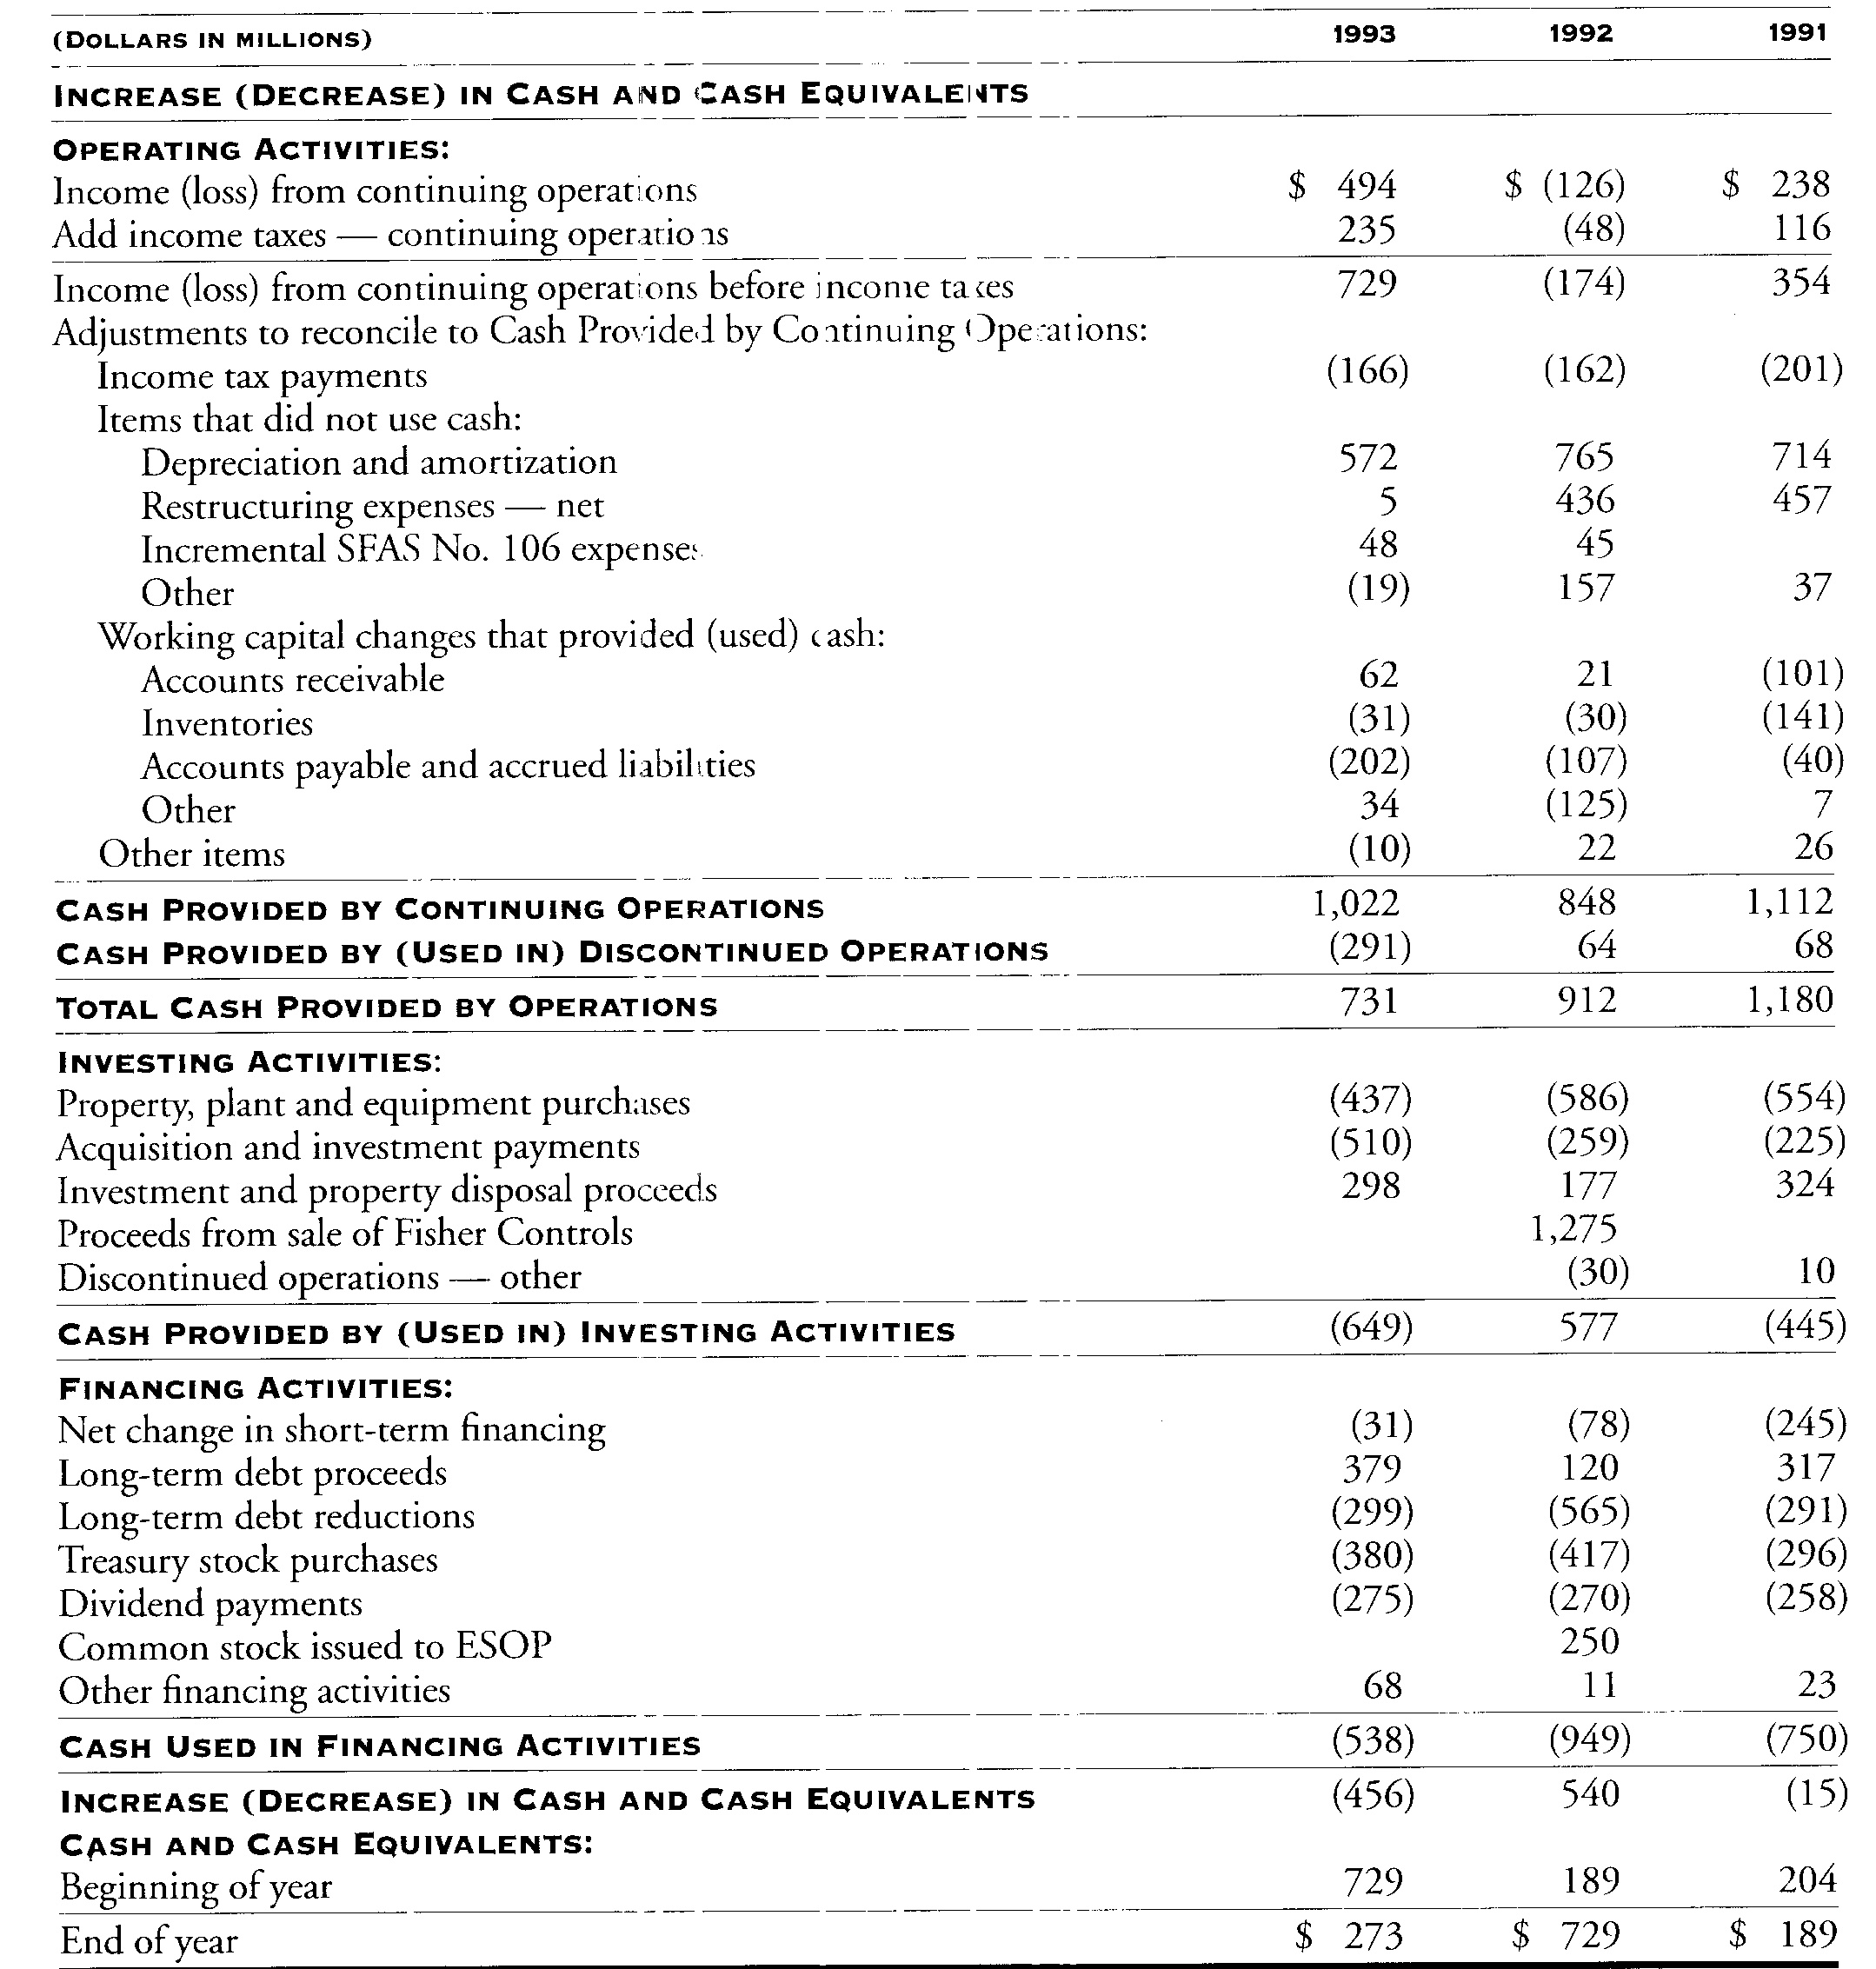 (DOLLARS IN MILLIONS) 1993 1992 1991
INCREASE (DECREASE) IN CASH AND CASH EQUIVALENTS
OPERATING ACTIVITIES:
Income (loss) from continuing operations $ 494 $ (126) $ 238
Add income taxes — continuing operations 235 (48) 116
Income (loss) from continuing operations before income taxes 729 (174) 354
Adjustments to reconcile to Cash Provided by Continuing Operations:
Income tax payments (166) (162) (201)
Items that did not use cash:
Depreciation and amortization 572 765 714
Restructuring expenses — net 5 436 457
Incremental SFAS No. 106 expenses 48 45
Other (19) 157 37
Working capital changes that provided (used) cash:
Accounts receivable 62 21 (101)
Inventories (31) (30) (141)
Accounts payable and accrued liabilities (202) (107) (40)
Other 34 (125) 7
Other items (10) 22 26
CASH PROVIDED BY CONTINUING OPERATIONS 1,022 848 1,112
CASH PROVIDED BY (USED IN) DISCONTINUED OPERATIONS (291) 64 68
TOTAL CASH PROVIDED BY OPERATIONS 731 912 1,180
INVESTING ACTIVITIES:
Property, plant and equipment purchases (437) (586) (554)
Acquisition and investment payments (510) (259) (225)
Investment and property disposal proceeds 298 177 324
Proceeds from sale of Fisher Controls 1,275
Discontinued operations — other (30) 10
CASH PROVIDED BY (USED IN) INVESTING ACTIVITIES (649) 577 (445)
FINANCING ACTIVITIES:
Net change in short-term financing (31) (78) (245)
Long-term debt proceeds 379 120 317
Long-term debt reductions (299) (565) (291)
Treasury stock purchases (380) (417) (296)
Dividend payments (275) (270) (258)
Common stock issued to ESOP 250
Other financing activities 68 11 23
CASH USED IN FINANCING ACTIVITIES (538) (949) (750)
INCREASE (DECREASE) IN CASH AND CASH EQUIVALENTS (456) 540 (15)
CASH AND CASH EQUIVALENTS:
Beginning of year 729 189 204
End of year $ 273 $ 729 $ 189